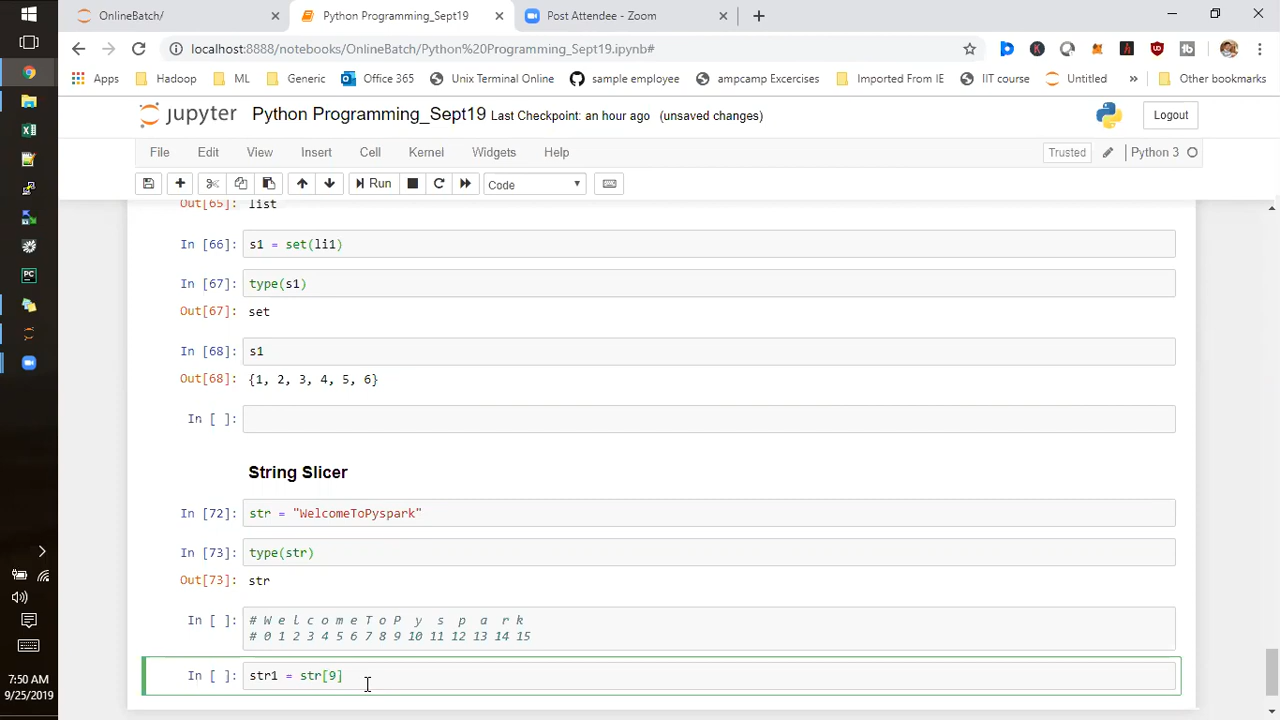 OnlineBatch/
Python Programming_Sept19
Post Attendee - Zoom
localhost:8888/notebooks/OnlineBatch/Python%20Programming_Sept19.ipynb#
Apps Hadoop ML Generic Office 365 Unix Terminal Online sample employee ampcamp Excercises Imported From IE IIT course Untitled » Other bookmarks
jupyter Python Programming_Sept19 Last Checkpoint: an hour ago (unsaved changes) Logout
File Edit View Insert Cell Kernel Widgets Help Trusted Python 3
Run Code
Out[65]: list
In [66]: s1 = set(li1)
In [67]: type(s1)
Out[67]: set
In [68]: s1
Out[68]: {1, 2, 3, 4, 5, 6}
In [ ]:
String Slicer
In [72]: str = "WelcomeToPyspark"
In [73]: type(str)
Out[73]: str
In [ ]: # W e l c o m e T o P y s p a r k
# 0 1 2 3 4 5 6 7 8 9 10 11 12 13 14 15
In [ ]: str1 = str[9]
7:50 AM
9/25/2019